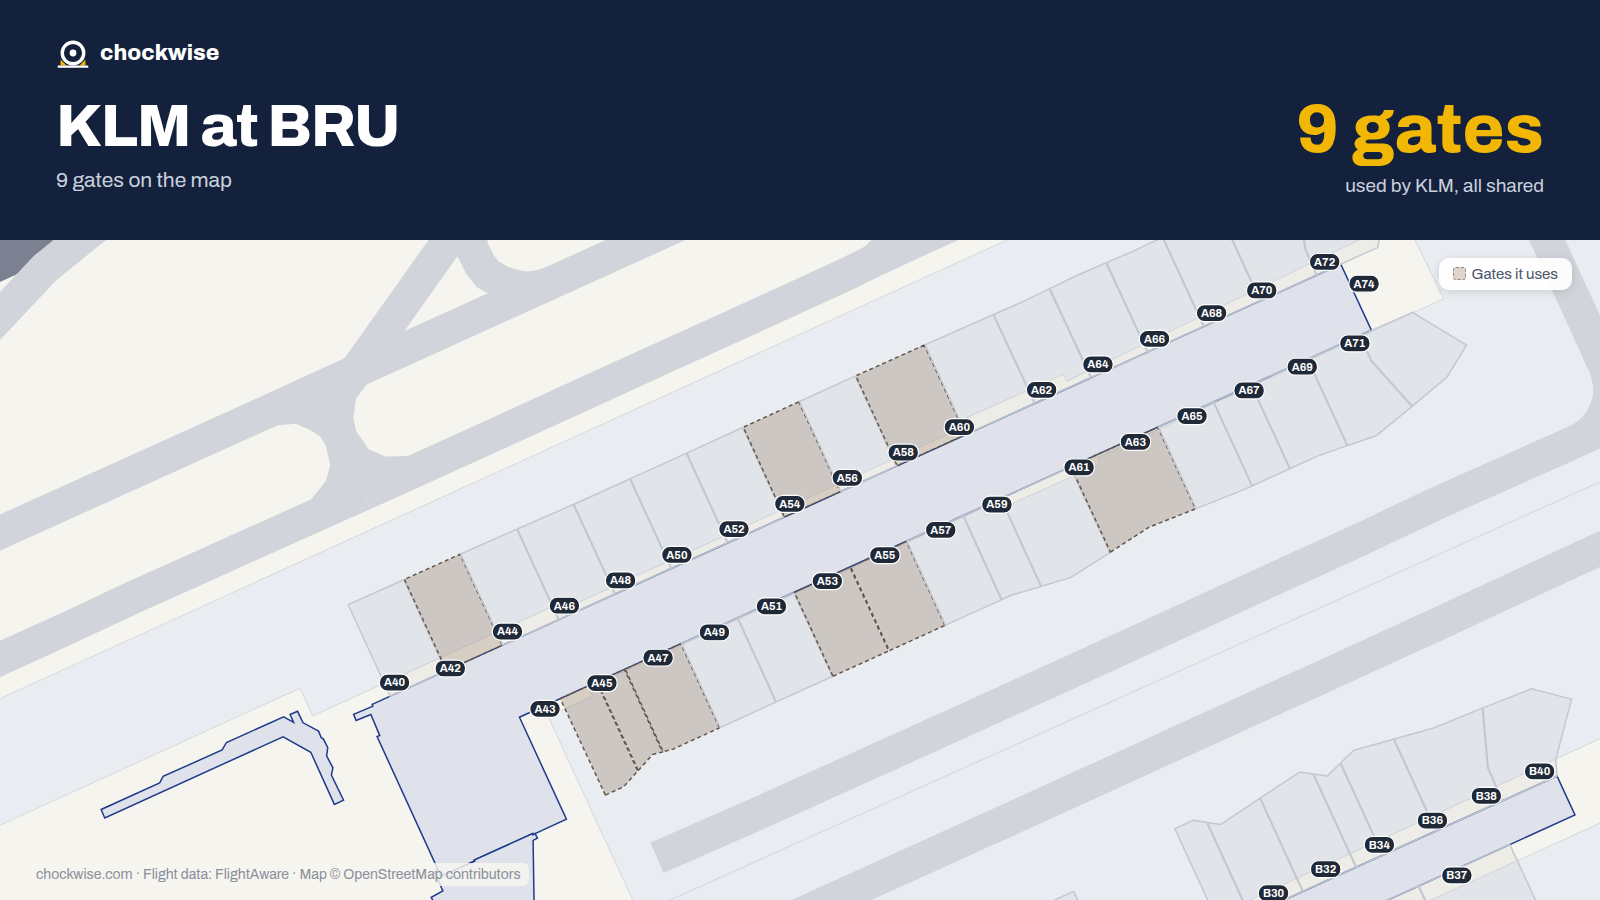 chockwise
KLM at BRU
9 gates on the map
9 gates
used by KLM, all shared
Gates it uses
A72
A74
A70
A68
A66
A71
A64
A69
A62
A67
A60
A65
A58
A63
A56
A61
A54
A59
A52
A57
A50
A55
A48
A53
A46
A51
A44
A49
A42
A47
A40
A45
A43
B40
B38
B36
B34
B32
B37
B30
chockwise.com · Flight data: FlightAware · Map © OpenStreetMap contributors